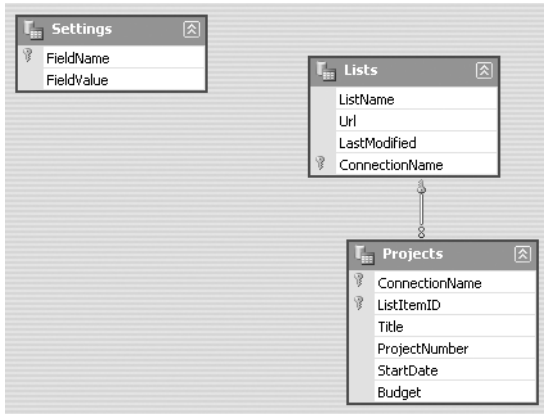 Settings
FieldName
FieldValue
Lists
ListName
Url
LastModified
ConnectionName
Projects
ConnectionName
ListItemID
Title
ProjectNumber
StartDate
Budget